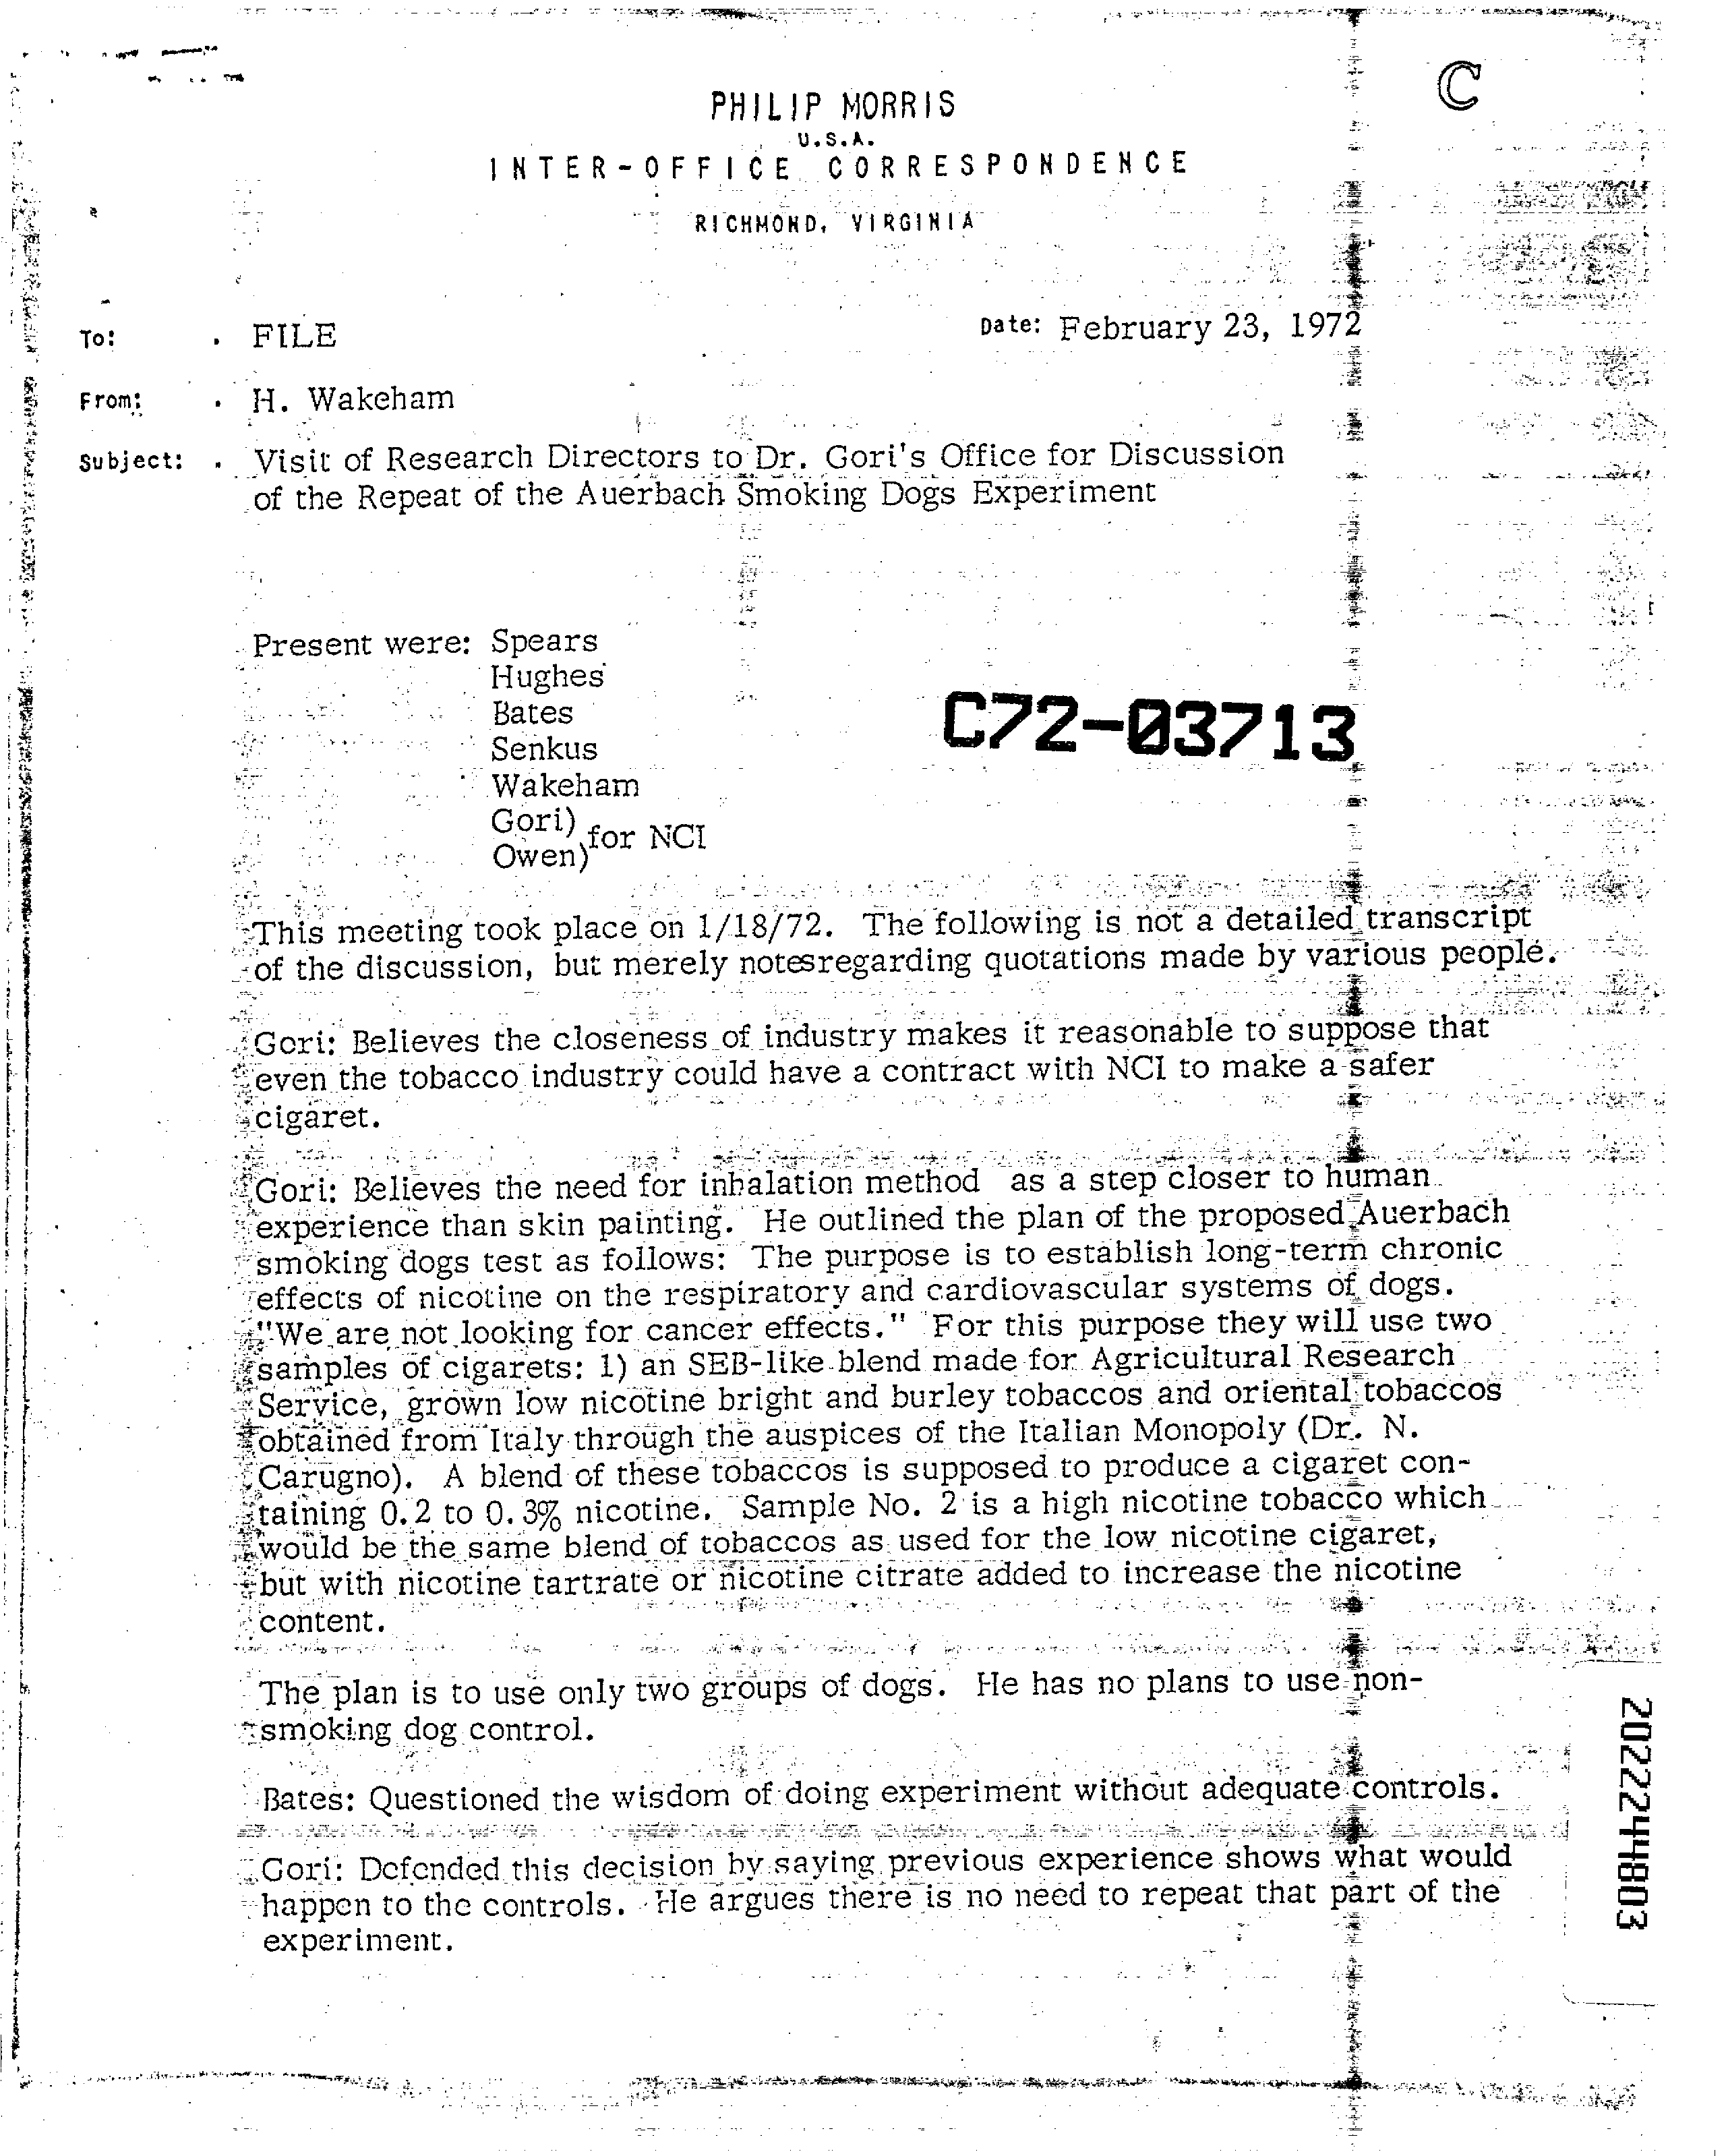 C
PHILIP MORRIS
U.S.A.
INTER-OFFICE CORRESPONDENCE
RICHMOND, VIRGINIA
To: . FILE
Date: February 23, 1972
From: . H. Wakeham
Subject: . Visit of Research Directors to Dr. Gori's Office for Discussion
of the Repeat of the Auerbach Smoking Dogs Experiment
Present were: Spears
Hughes
Bates
Senkus
Wakeham
Gori)
for NCI
Owen)
C72-03713
This meeting took place on 1/18/72. The following is not a detailed transcript
of the discussion, but merely notesregarding quotations made by various people.
Gori: Believes the closeness of industry makes it reasonable to suppose that
even the tobacco industry could have a contract with NCI to make a safer
cigaret.
Gori: Believes the need for inhalation method as a step closer to human
experience than skin painting. He outlined the plan of the proposed Auerbach
smoking dogs test as follows: The purpose is to establish long-term chronic
effects of nicotine on the respiratory and cardiovascular systems of dogs.
"We are not looking for cancer effects." For this purpose they will use two
samples of cigarets: 1) an SEB-like blend made for Agricultural Research
Service, grown low nicotine bright and burley tobaccos and oriental tobaccos
obtained from Italy through the auspices of the Italian Monopoly (Dr. N.
Carugno). A blend of these tobaccos is supposed to produce a cigaret con-
taining 0.2 to 0.3% nicotine. Sample No. 2 is a high nicotine tobacco which
would be the same blend of tobaccos as used for the low nicotine cigaret,
but with nicotine tartrate or nicotine citrate added to increase the nicotine
content.
The plan is to use only two groups of dogs. He has no plans to use non-
smoking dog control.
Bates: Questioned the wisdom of doing experiment without adequate controls.
Gori: Defended this decision by saying previous experience shows what would
happen to the controls. He argues there is no need to repeat that part of the
experiment.
2022244803